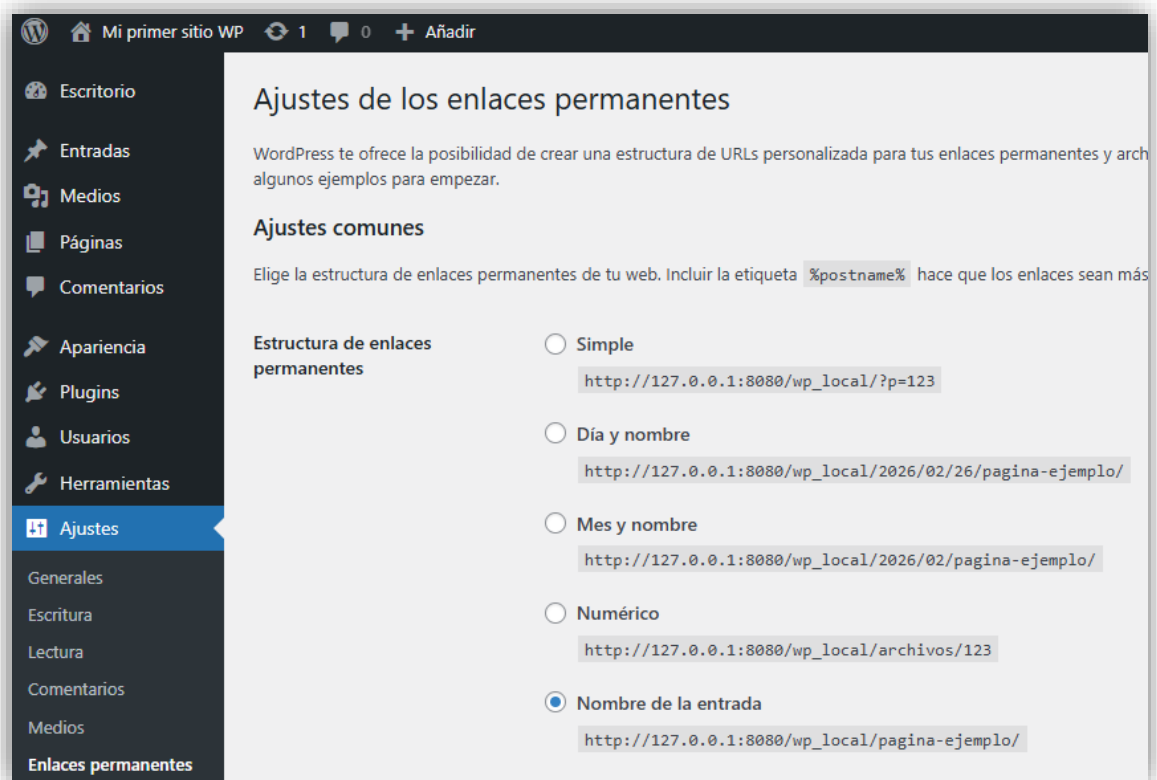 Mi primer sitio WP 1 0 + Añadir
Escritorio
Entradas
Medios
Páginas
Comentarios
Apariencia
Plugins
Usuarios
Herramientas
Ajustes
Generales
Escritura
Lectura
Comentarios
Medios
Enlaces permanentes
Ajustes de los enlaces permanentes
WordPress te ofrece la posibilidad de crear una estructura de URLs personalizada para tus enlaces permanentes y arch
algunos ejemplos para empezar.
Ajustes comunes
Elige la estructura de enlaces permanentes de tu web. Incluir la etiqueta %postname% hace que los enlaces sean más
Estructura de enlaces
permanentes
Simple
http://127.0.0.1:8080/wp_local/?p=123
Día y nombre
http://127.0.0.1:8080/wp_local/2026/02/26/pagina-ejemplo/
Mes y nombre
http://127.0.0.1:8080/wp_local/2026/02/pagina-ejemplo/
Numérico
http://127.0.0.1:8080/wp_local/archivos/123
Nombre de la entrada
http://127.0.0.1:8080/wp_local/pagina-ejemplo/